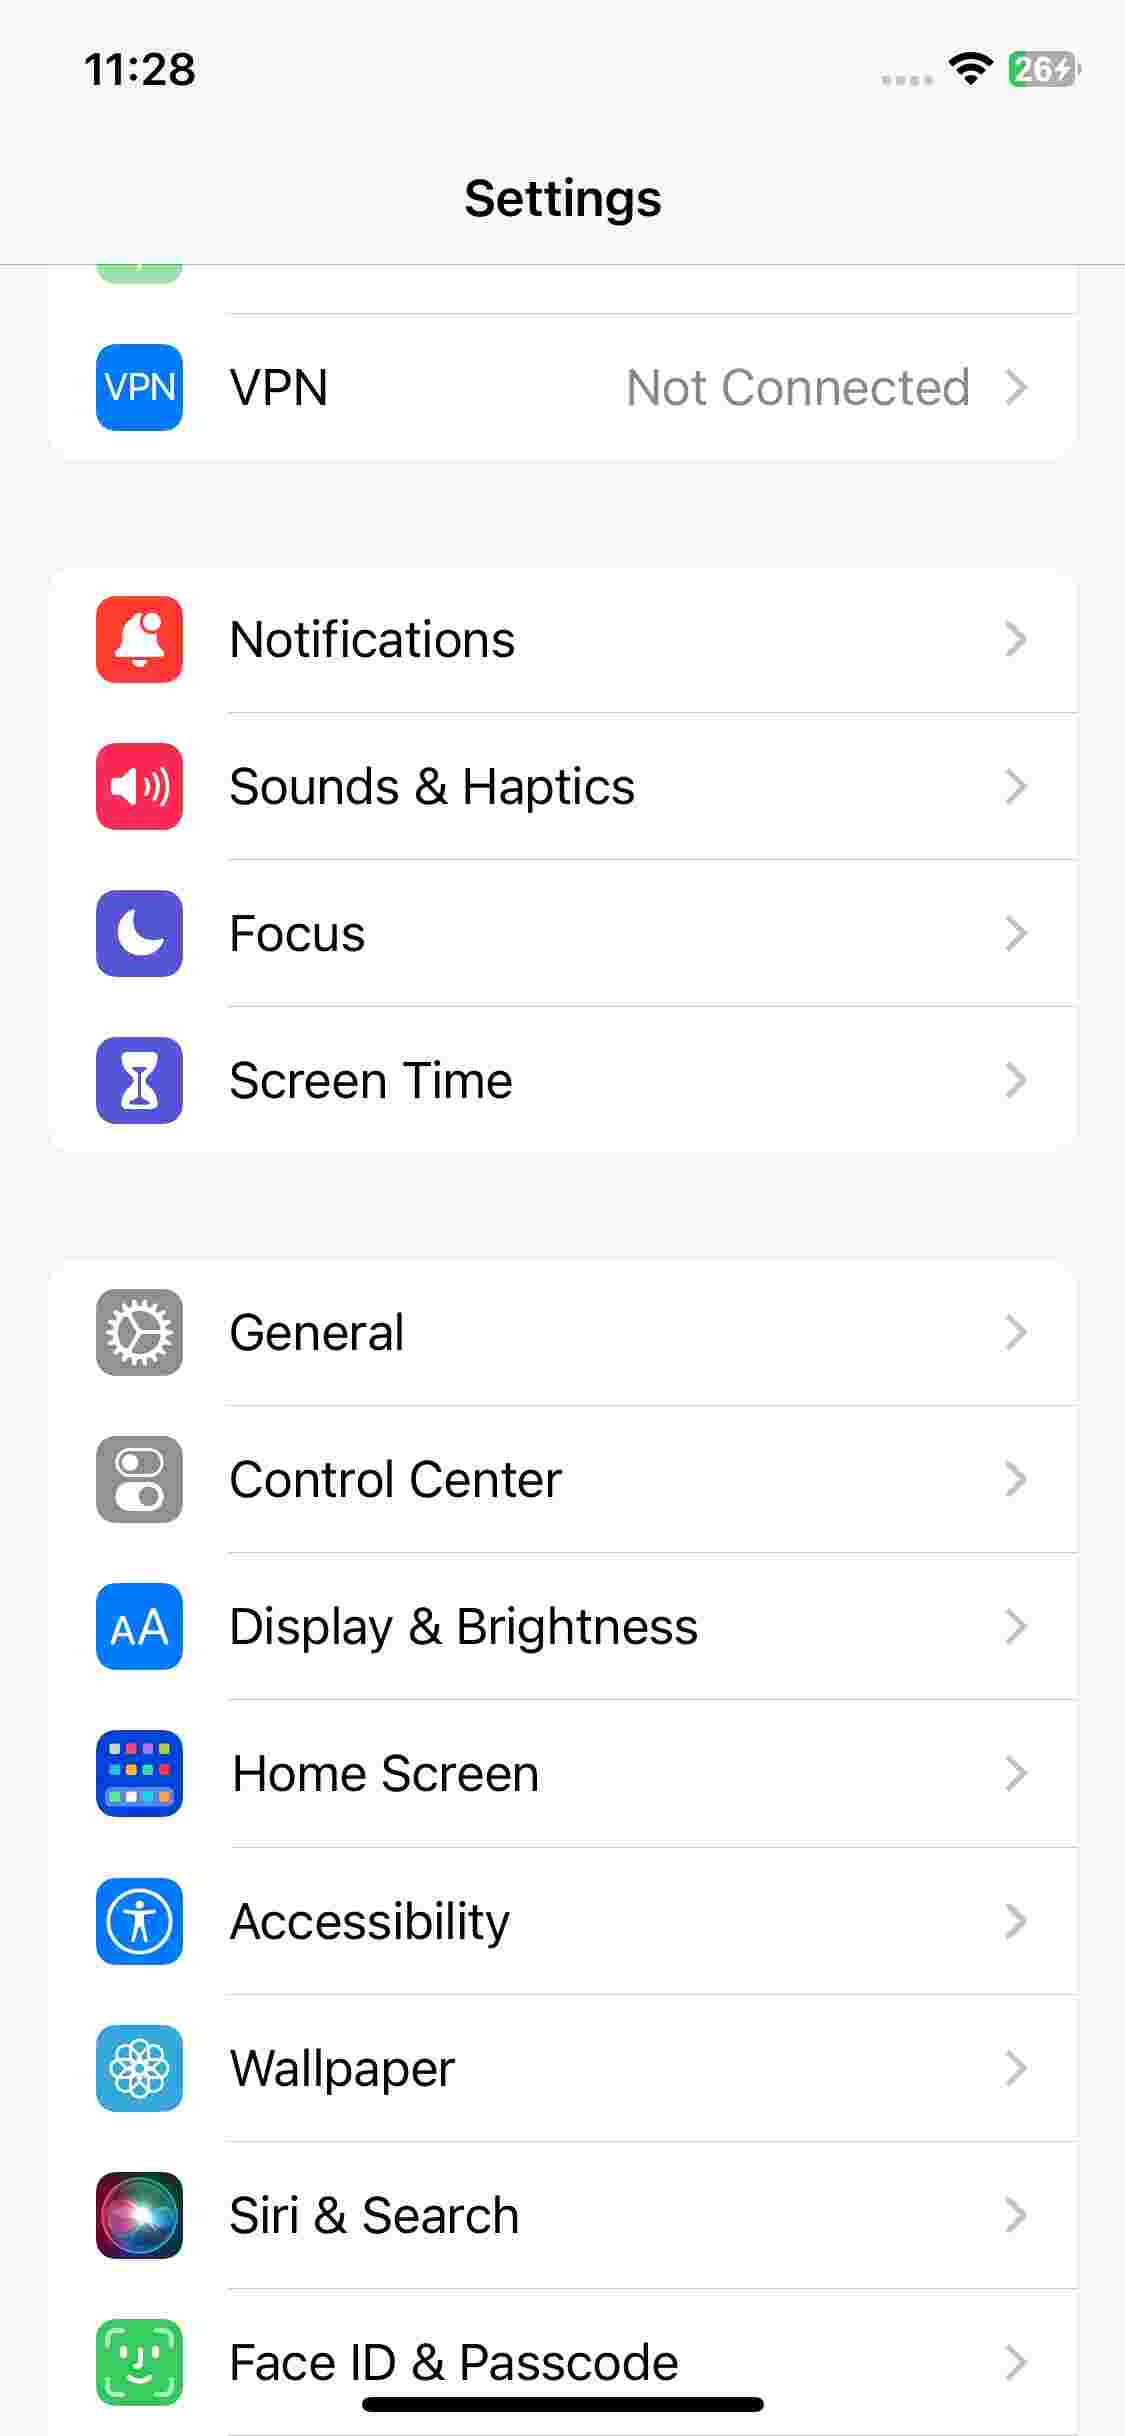 11:28
26
Settings
VPN
VPN Not Connected
Notifications
Sounds & Haptics
Focus
Screen Time
General
Control Center
AA
Display & Brightness
Home Screen
Accessibility
Wallpaper
Siri & Search
Face ID & Passcode